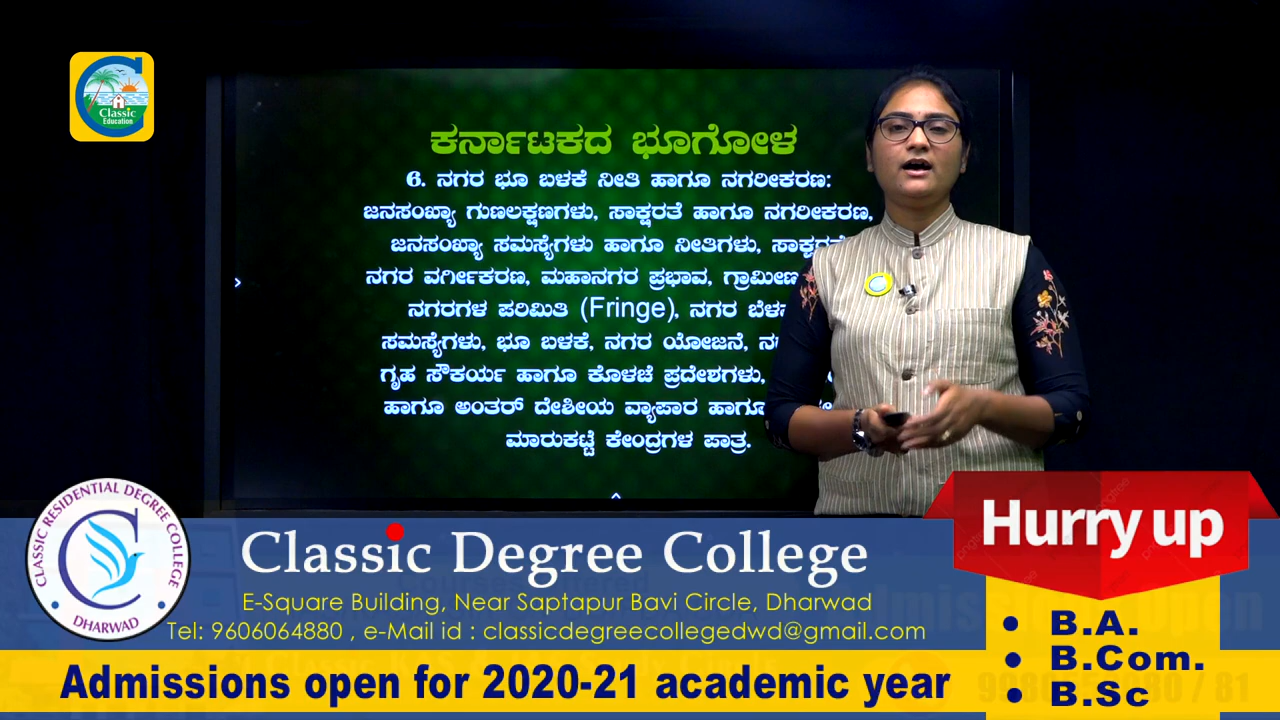 Classic
Education
ಕರ್ನಾಟಕದ ಭೂಗೋಳ
6. ನಗರ ಭೂ ಬಳಕೆ ನೀತಿ ಹಾಗೂ ನಗರೀಕರಣ:
ಜನಸಂಖ್ಯಾ ಗುಣಲಕ್ಷಣಗಳು, ಸಾಕ್ಷರತೆ ಹಾಗೂ ನಗರೀಕರಣ,
ಜನಸಂಖ್ಯಾ ಸಮಸ್ಯೆಗಳು ಹಾಗೂ ನೀತಿಗಳು,
ನಗರ ವರ್ಗೀಕರಣ, ಮಹಾನಗರ ಪ್ರಭಾವ, ಗ್ರಾಮೀಣ
ನಗರಗಳ ಪರಿಮಿತಿ (Fringe), ನಗರ
ಸಮಸ್ಯೆಗಳು, ಭೂ ಬಳಕೆ, ನಗರ ಯೋಜನೆ,
ಗೃಹ ಸೌಕರ್ಯ ಹಾಗೂ ಕೊಳಚೆ ಪ್ರದೇಶಗಳು,
ಹಾಗೂ ಅಂತರ್ ದೇಶೀಯ ವ್ಯಾಪಾರ ಹಾಗೂ
ಮಾರುಕಟ್ಟೆ ಕೇಂದ್ರಗಳ ಪಾತ್ರ.
CLASSIC RESIDENTIAL DEGREE COLLEGE
DHARWAD
Classic Degree College
E-Square Building, Near Saptapur Bavi Circle, Dharwad
Tel: 9606064880 , e-Mail id : classicdegreecollegedwd@gmail.com
Admissions open for 2020-21 academic year
Hurry up
• B.A.
• B.Com.
• B.Sc